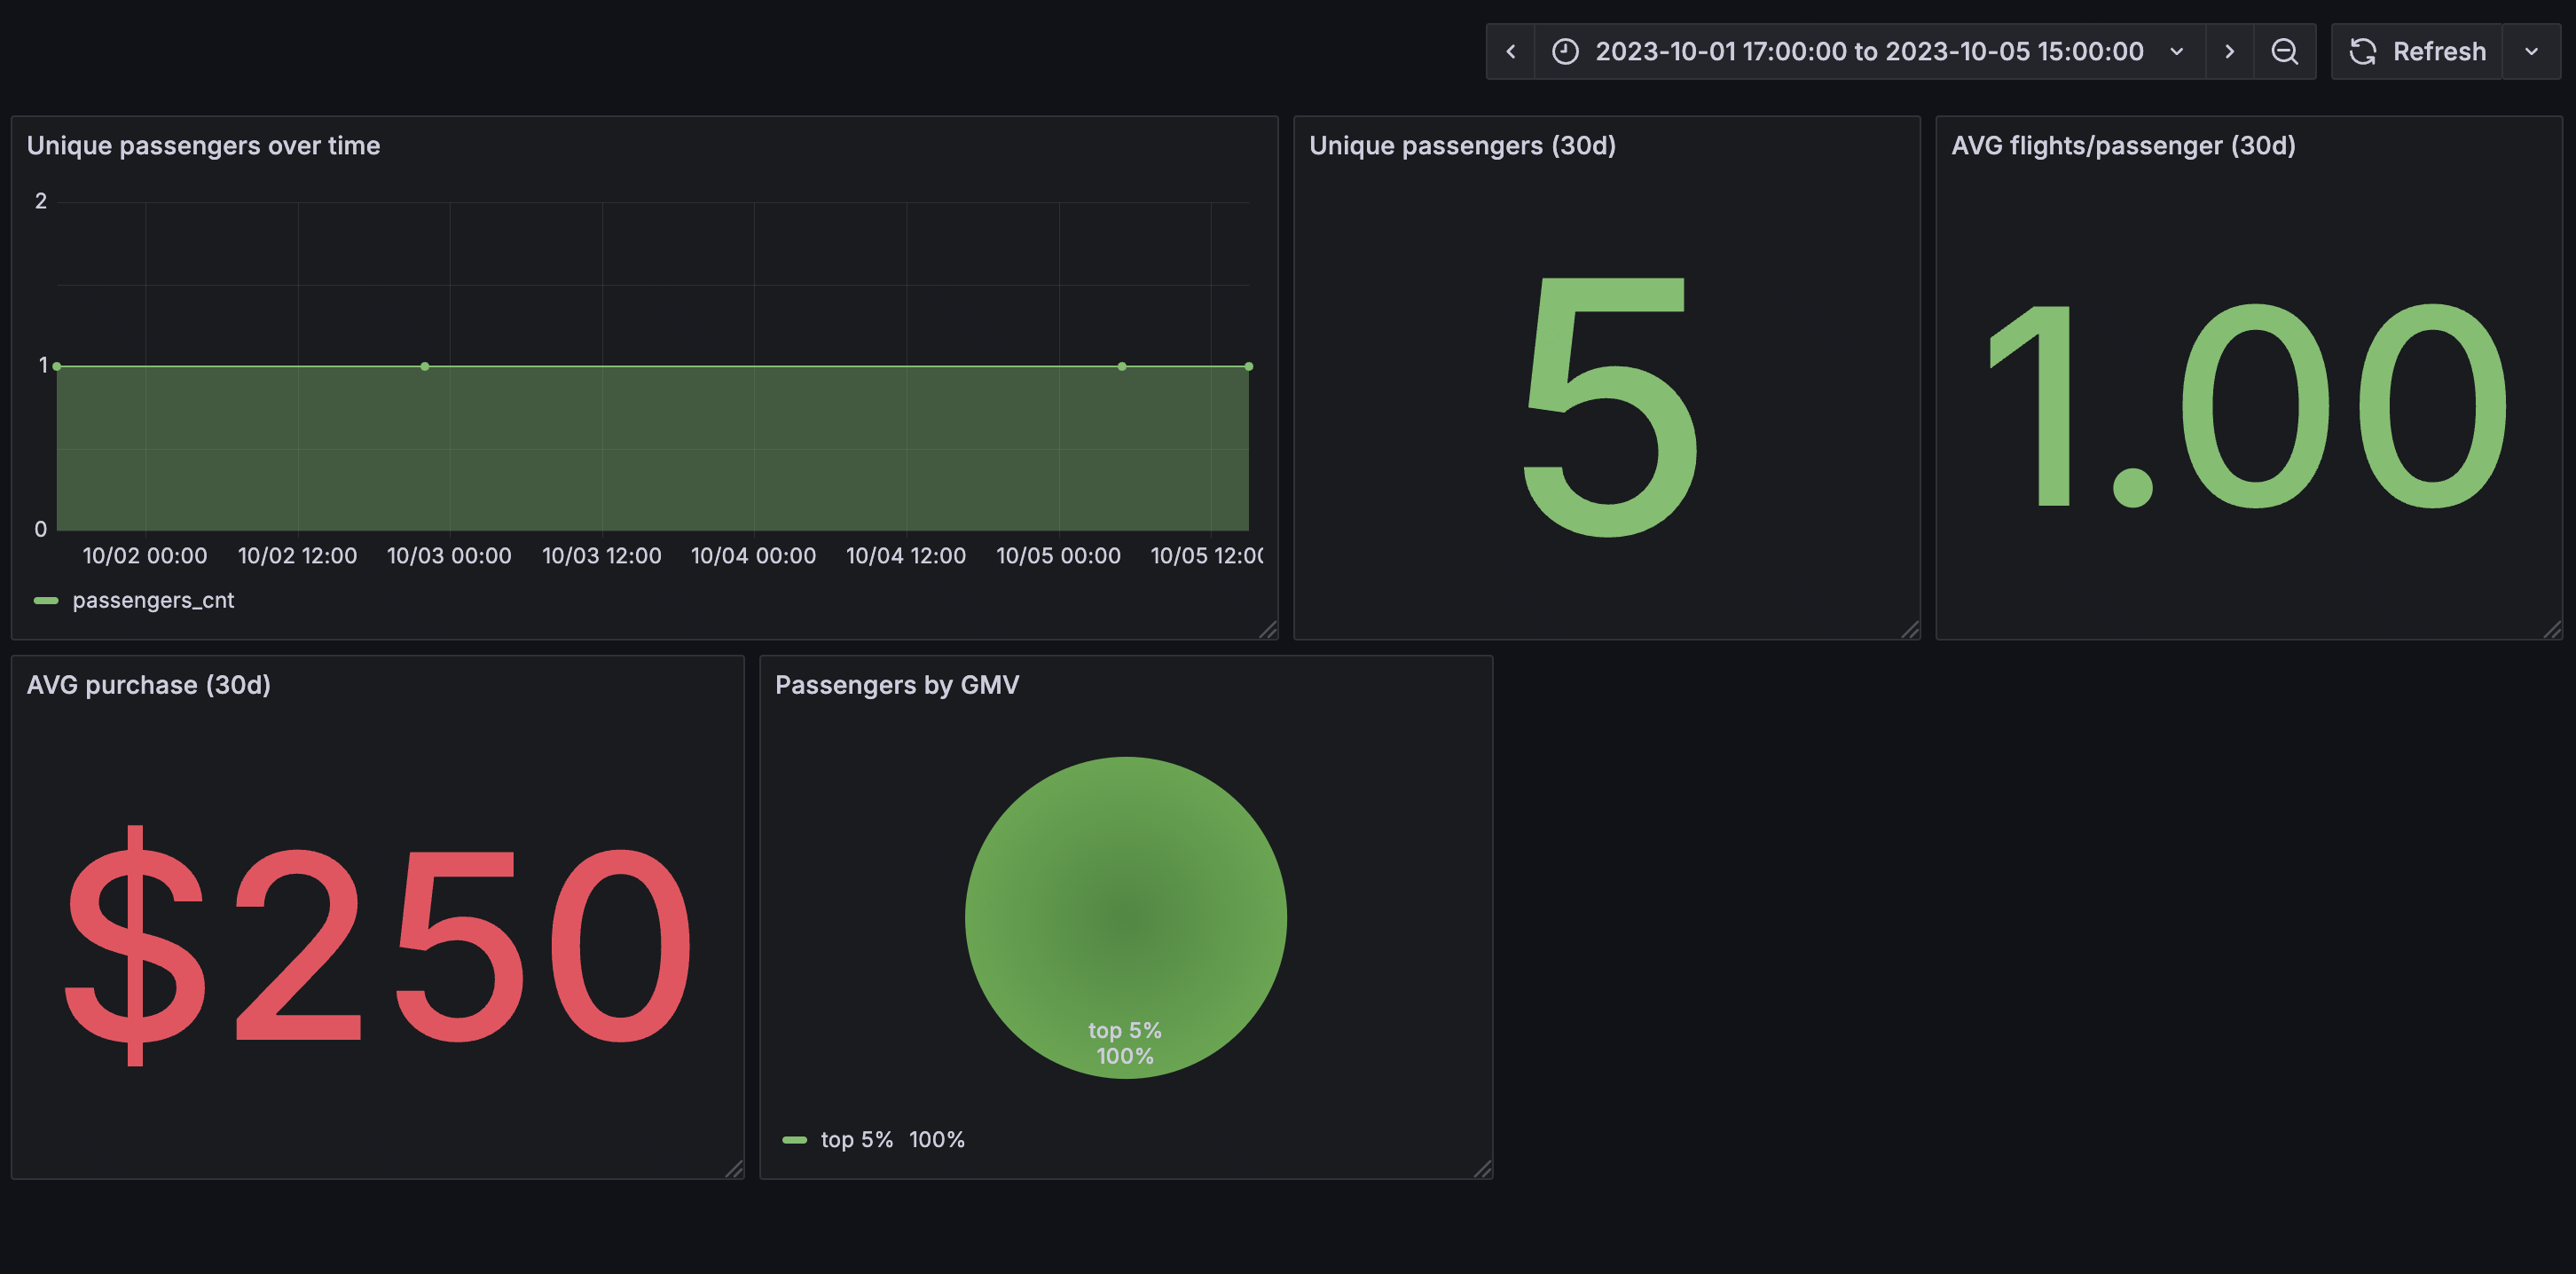 2023-10-01 17:00:00 to 2023-10-05 15:00:00
Refresh
Unique passengers over time
2
1
0
10/02 00:00 10/02 12:00 10/03 00:00 10/03 12:00 10/04 00:00 10/04 12:00 10/05 00:00 10/05 12:0
passengers_cnt
Unique passengers (30d)
5
AVG flights/passenger (30d)
1.00
AVG purchase (30d)
$250
Passengers by GMV
top 5%
100%
top 5% 100%